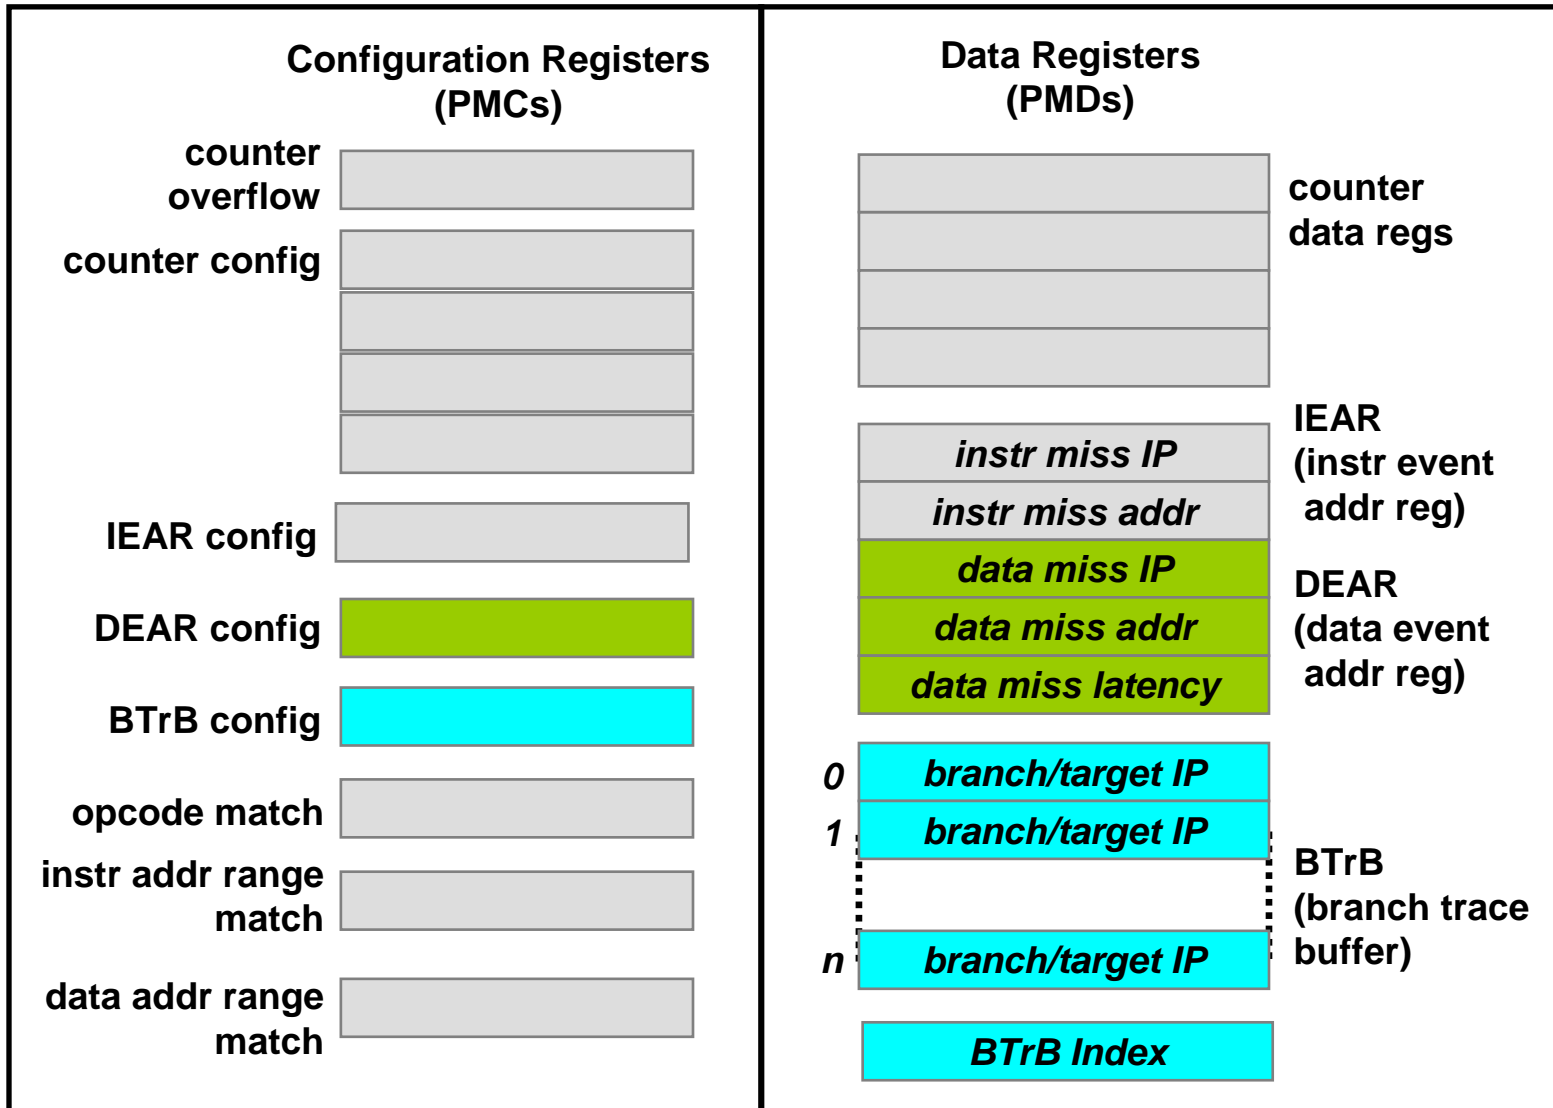 Configuration Registers
(PMCs)
counter
overflow
counter config
IEAR config
DEAR config
BTrB config
opcode match
instr addr range
match
data addr range
match
Data Registers
(PMDs)
counter
data regs
instr miss IP
instr miss addr
IEAR
(instr event
addr reg)
data miss IP
data miss addr
data miss latency
DEAR
(data event
addr reg)
0 branch/target IP
1 branch/target IP
n branch/target IP
BTrB
(branch trace
buffer)
BTrB Index